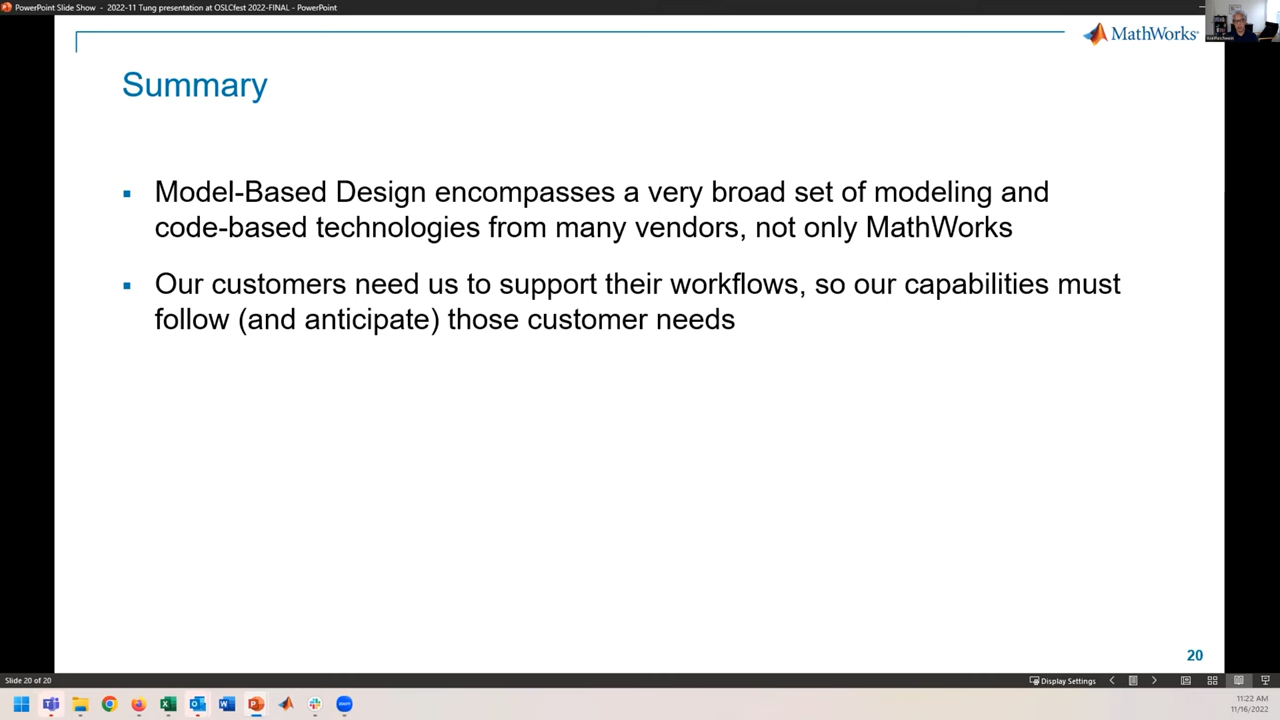 PowerPoint Slide Show - 2022-11 Tung presentation at OSLCfest 2022-FINAL - PowerPoint
MathWorks
Summary
Model-Based Design encompasses a very broad set of modeling and
code-based technologies from many vendors, not only MathWorks
Our customers need us to support their workflows, so our capabilities must
follow (and anticipate) those customer needs
20
Slide 20 of 20
Display Settings
11:22 AM
11/16/2022